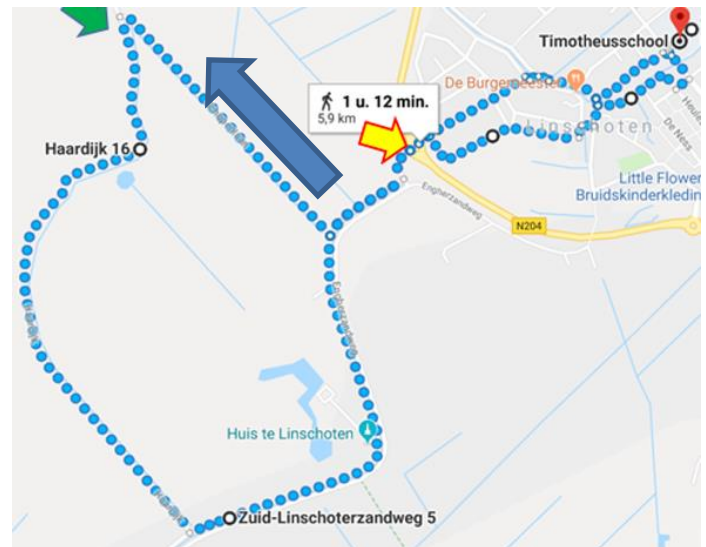 Timotheusschool
De Burgemeester
1 u. 12 min.
5,9 km
Linschoten
De Ness
Haardijk 16
Engherzandweg
Little Flower
Bruidskinderkleding
N204
Engherzandweg
Huis te Linschoten
Zuid-Linschoterzandweg 5